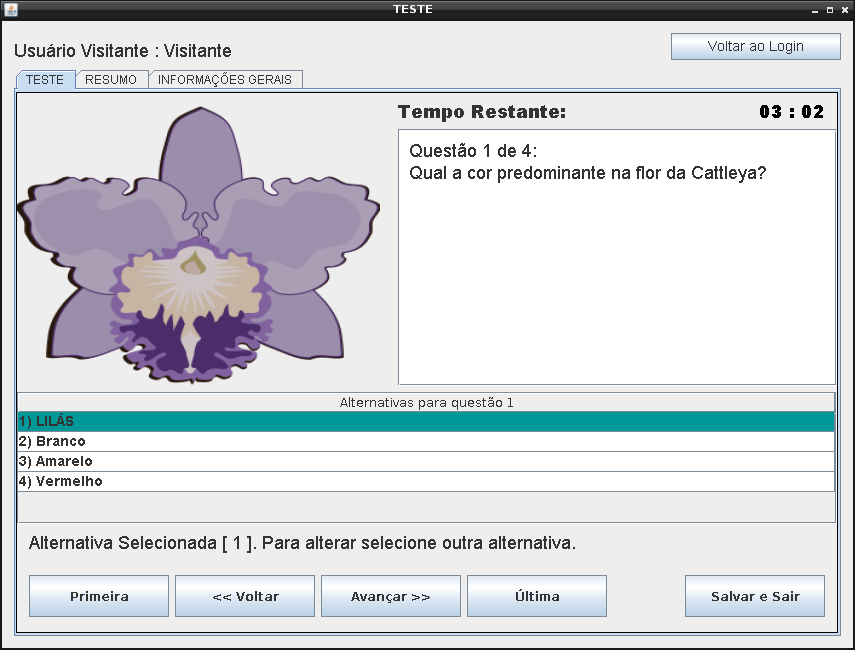 TESTE
Usuário Visitante : Visitante
Voltar ao Login
TESTE RESUMO INFORMAÇÕES GERAIS
Tempo Restante: 03 : 02
Questão 1 de 4:
Qual a cor predominante na flor da Cattleya?
Alternativas para questão 1
1) LILÁS
2) Branco
3) Amarelo
4) Vermelho
Alternativa Selecionada [ 1 ]. Para alterar selecione outra alternativa.
Primeira << Voltar Avançar >> Última Salvar e Sair